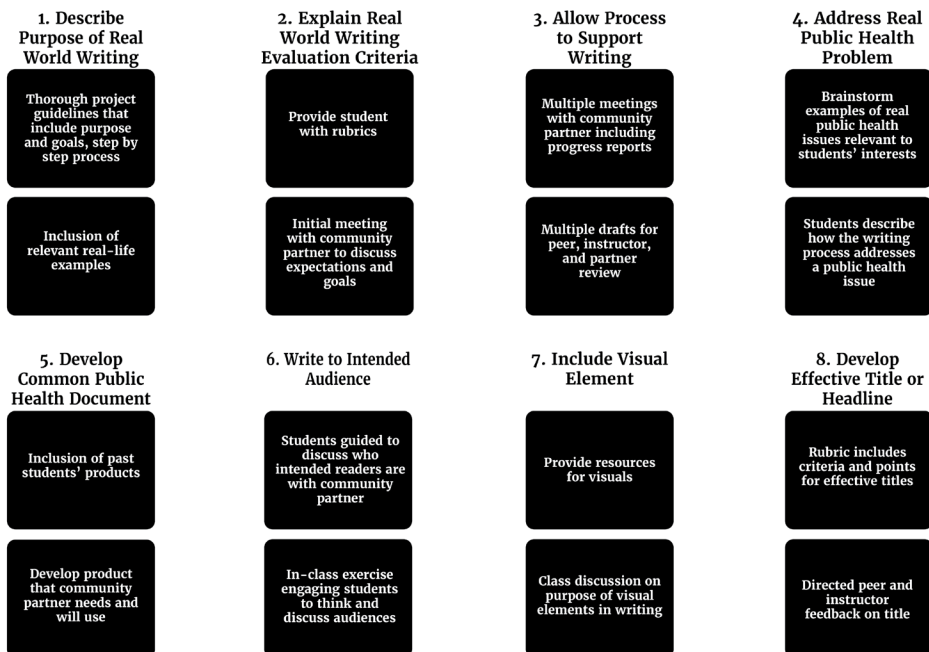 1. Describe
Purpose of Real
World Writing
Thorough project
guidelines that
include purpose
and goals, step by
step process
Inclusion of
relevant real-life
examples
2. Explain Real
World Writing
Evaluation Criteria
Provide student
with rubrics
Initial meeting
with community
partner to discuss
expectations and
goals
3. Allow Process
to Support
Writing
Multiple meetings
with community
partner including
progress reports
Multiple drafts for
peer, instructor,
and partner
review
4. Address Real
Public Health
Problem
Brainstorm
examples of real
public health
issues relevant to
students’ interests
Students describe
how the writing
process addresses
a public health
issue
5. Develop
Common Public
Health Document
Inclusion of past
students’ products
Develop product
that community
partner needs and
will use
6. Write to Intended
Audience
Students guided to
discuss who
intended readers are
with community
partner
In-class exercise
engaging students
to think and
discuss audiences
7. Include Visual
Element
Provide resources
for visuals
Class discussion on
purpose of visual
elements in writing
8. Develop
Effective Title or
Headline
Rubric includes
criteria and points
for effective titles
Directed peer and
instructor
feedback on title